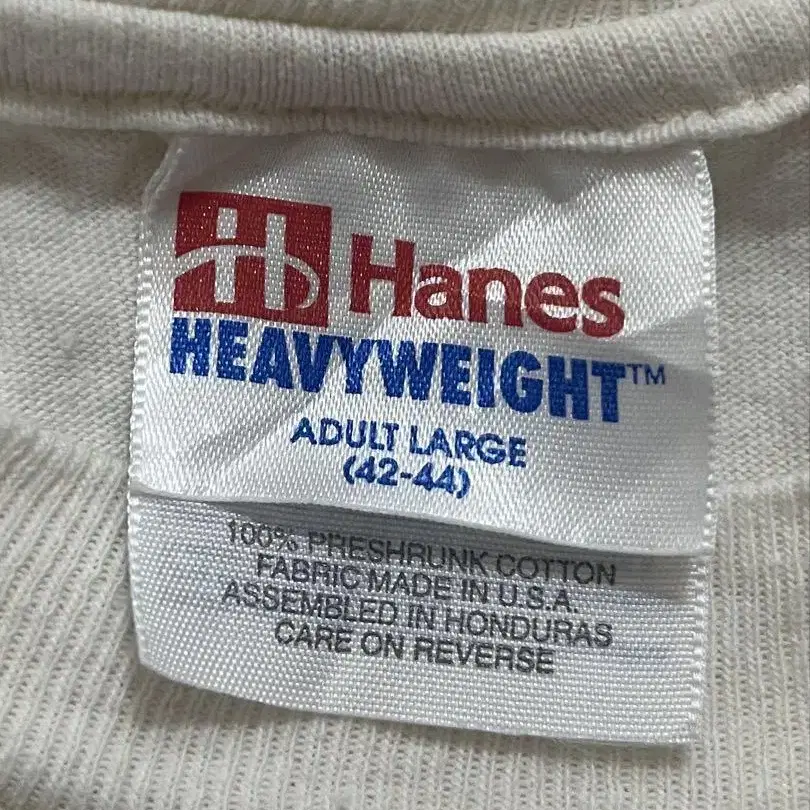 Hanes
HEAVYWEIGHT™
ADULT LARGE
(42-44)
100% PRESHRUNK COTTON
FABRIC MADE IN U.S.A.
ASSEMBLED IN HONDURAS
CARE ON REVERSE